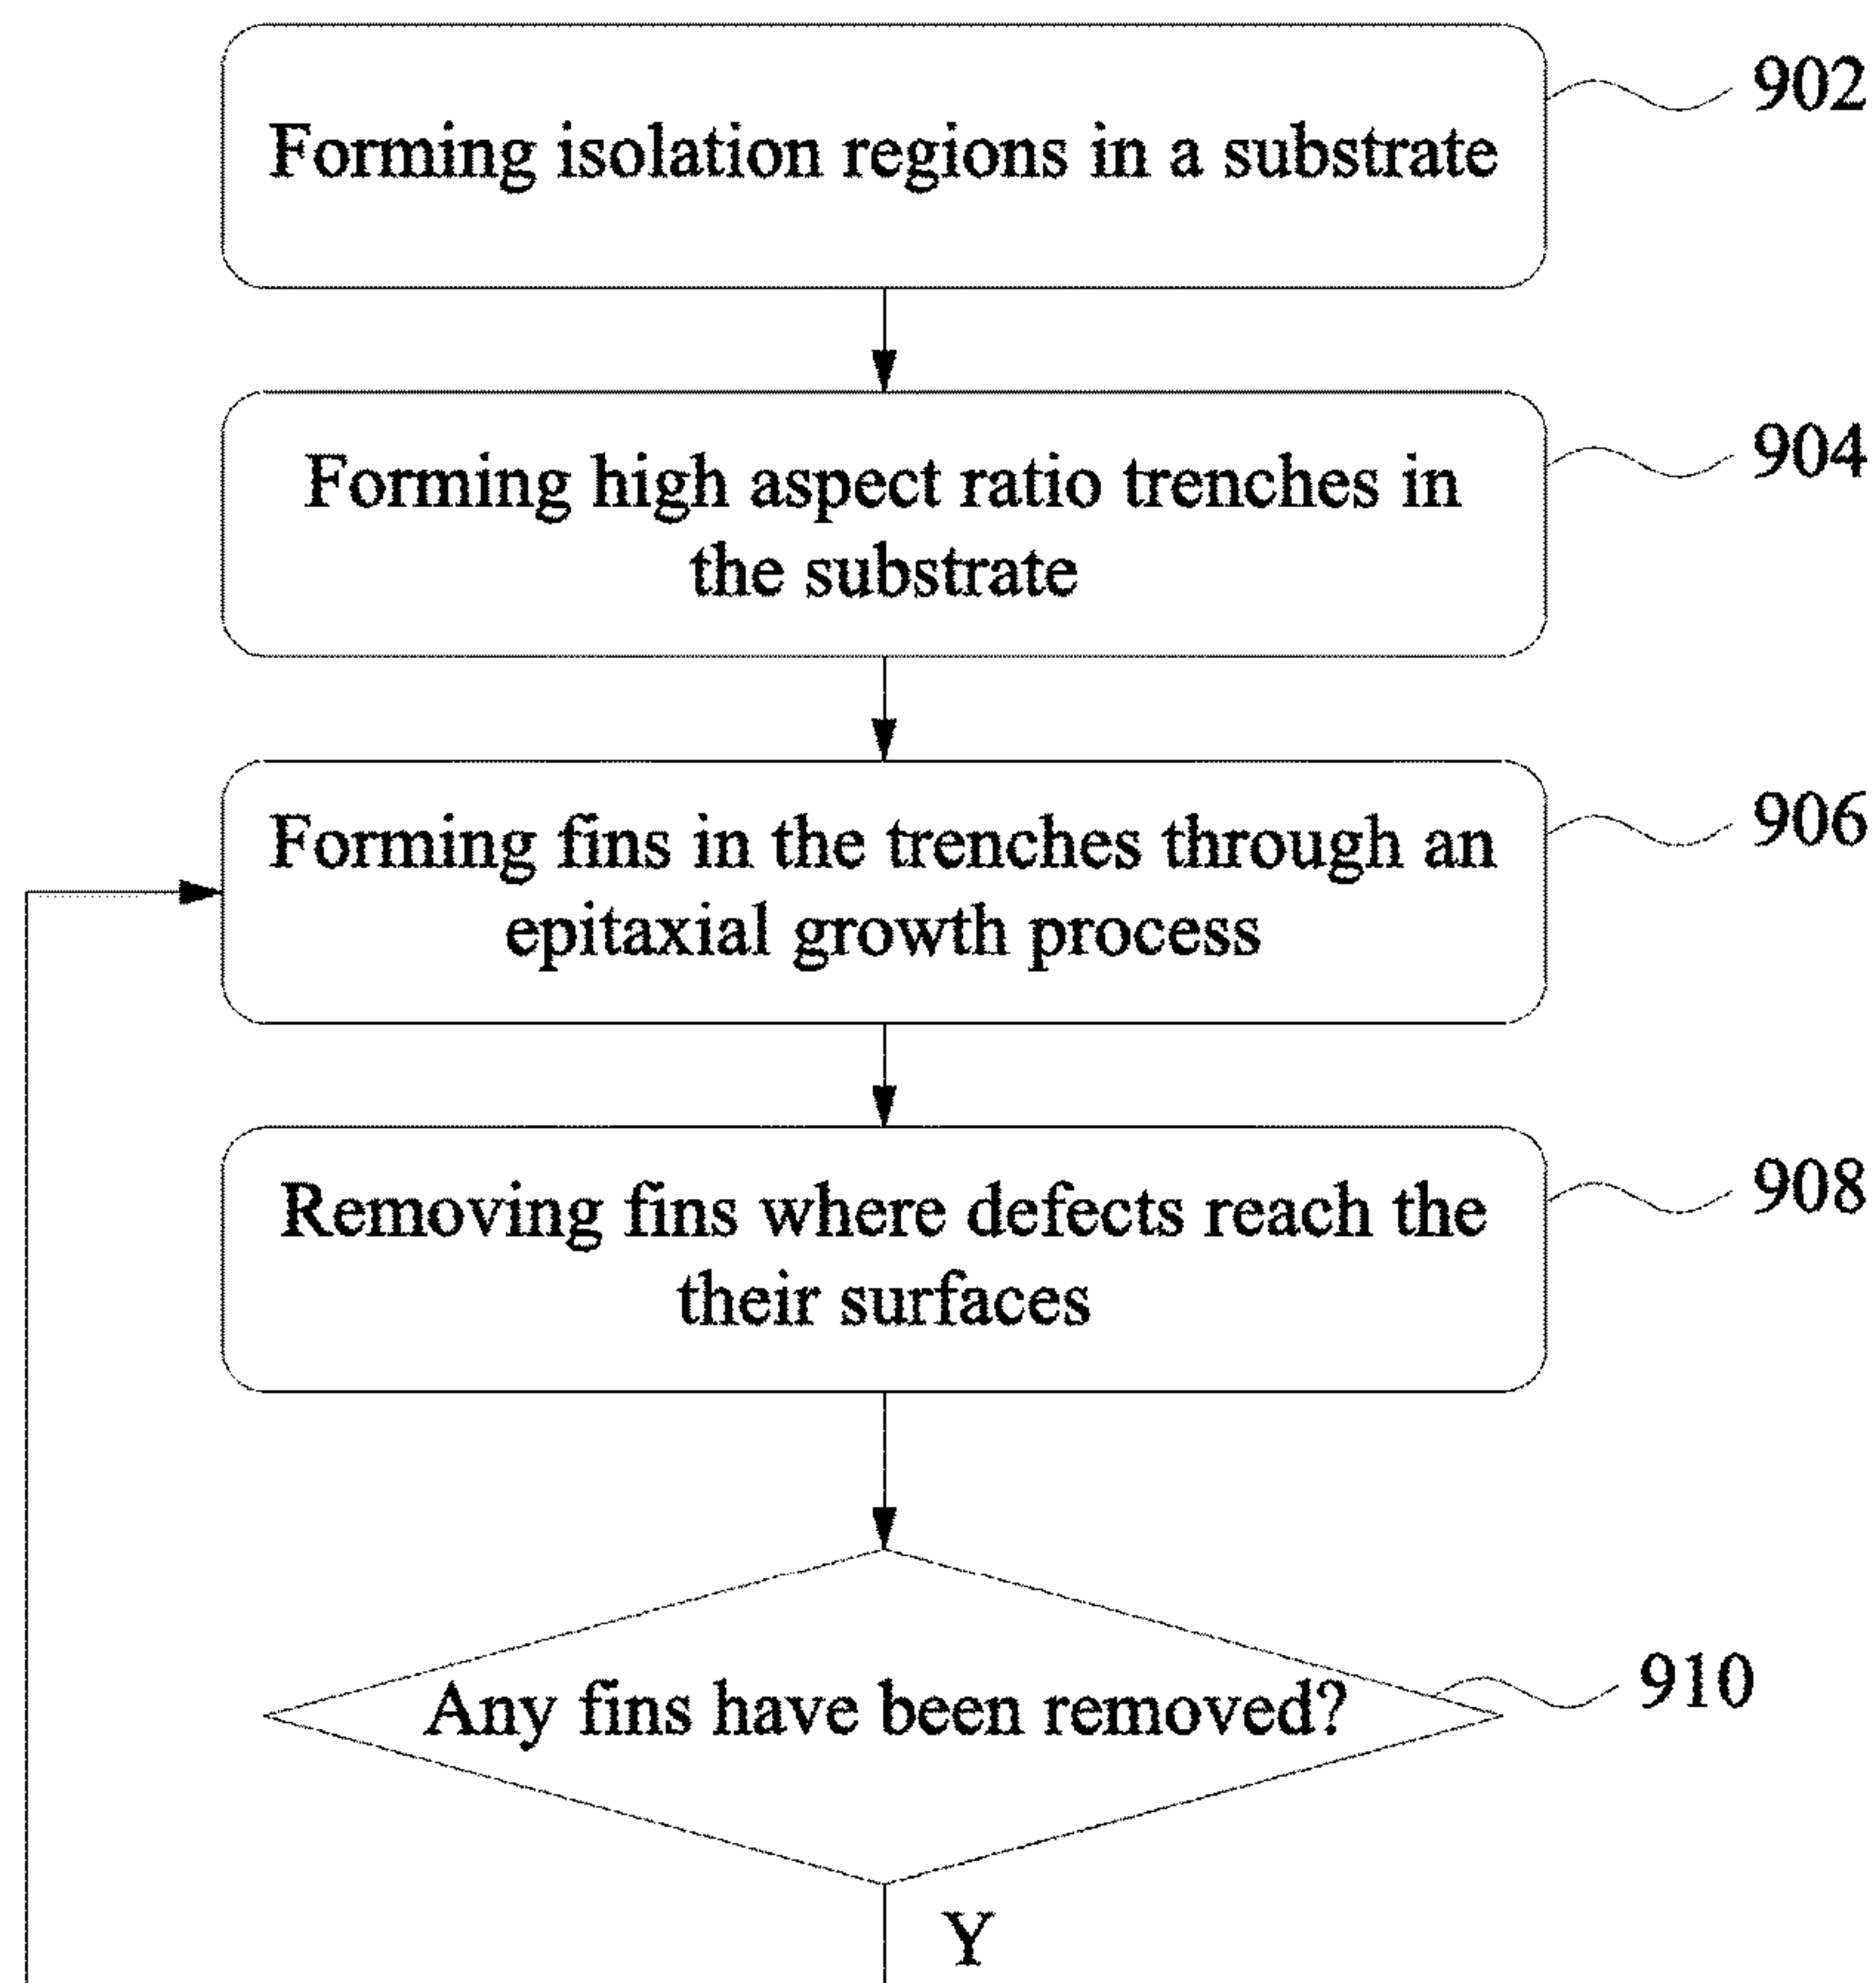 Forming isolation regions in a substrate
902
Forming high aspect ratio trenches in
the substrate
904
Forming fins in the trenches through an
epitaxial growth process
906
Removing fins where defects reach the
their surfaces
908
Any fins have been removed?
910
Y